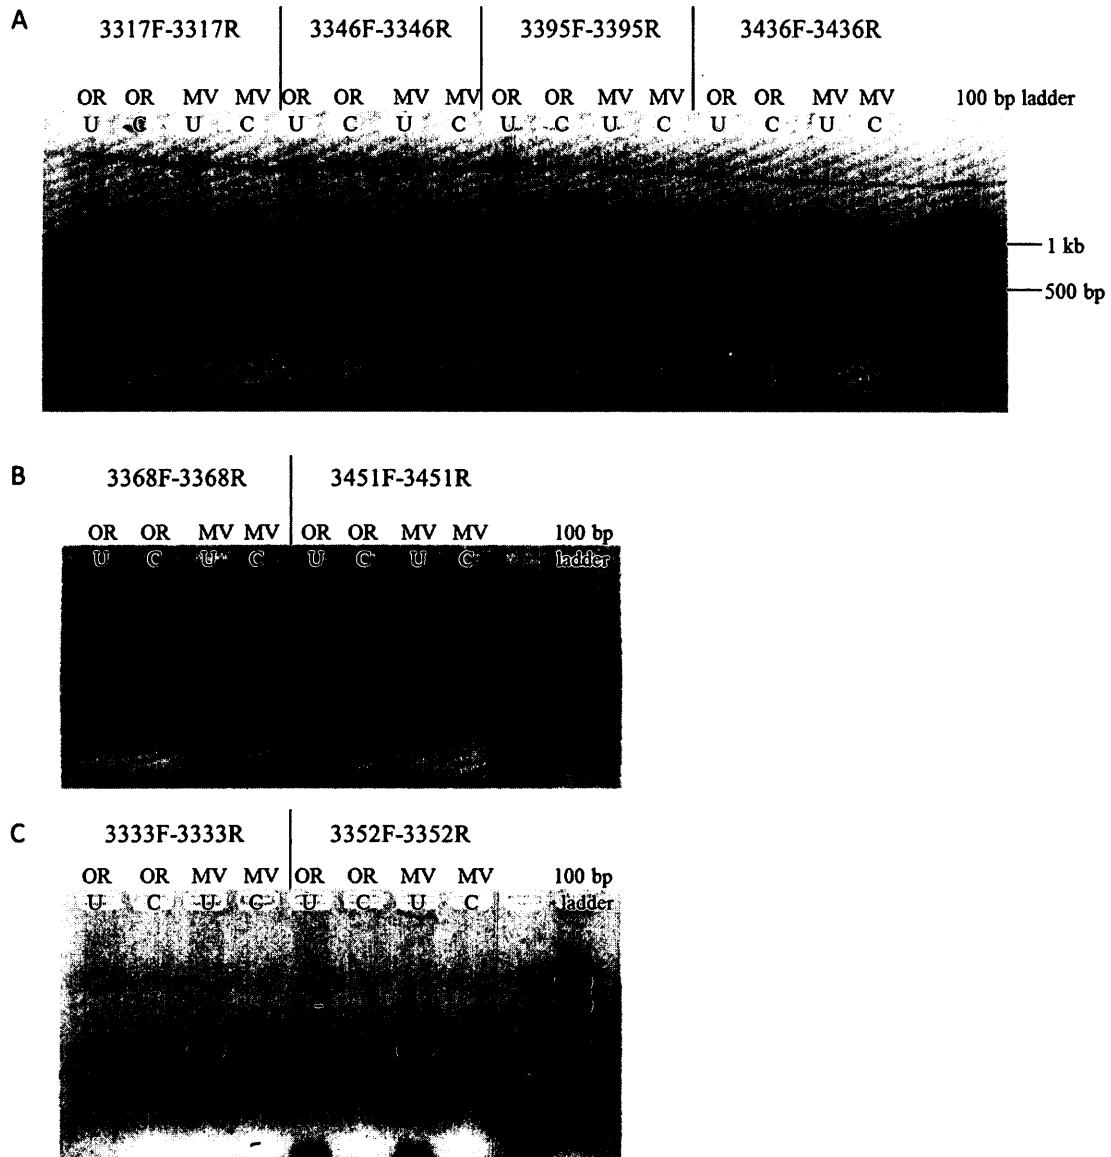 A
3317F-3317R 3346F-3346R 3395F-3395R 3436F-3436R
OR OR MV MV OR OR MV MV OR OR MV MV OR OR MV MV 100 bp ladder
U C U C U C U C U C U C U C U C
1 kb
500 bp
B
3368F-3368R 3451F-3451R
OR OR MV MV OR OR MV MV 100 bp
U C U C U C U C ladder
C
3333F-3333R 3352F-3352R
OR OR MV MV OR OR MV MV 100 bp
U C U C U C U C ladder